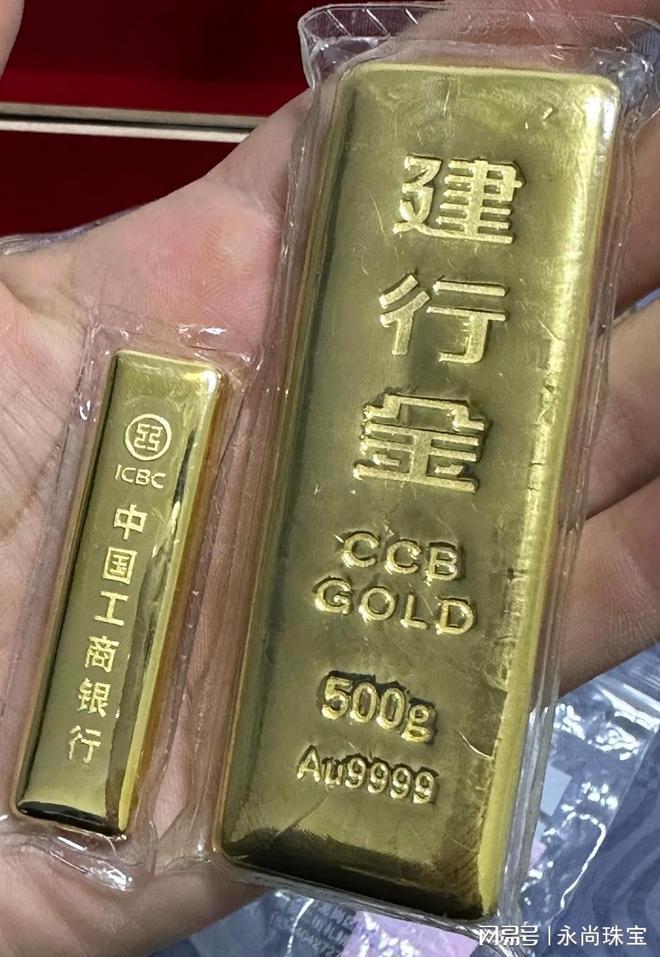 建
行
金
CCB
GOLD
500g
Au9999
ICBC
中
国
工
商
银
行
网易号 | 永尚珠宝